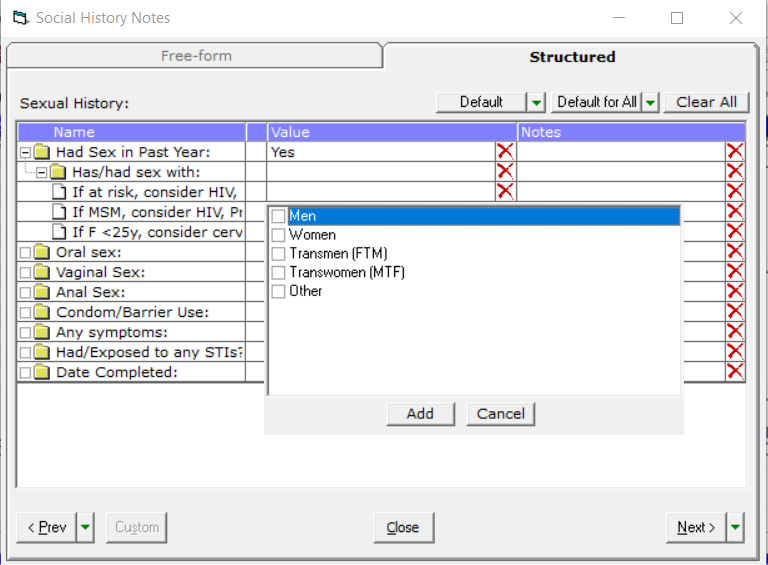 Social History Notes
Free-form Structured
Sexual History: Default Default for All Clear All
Name Value Notes
Had Sex in Past Year: Yes
Has/had sex with:
If at risk, consider HIV,
If MSM, consider HIV, Pr
If F <25y, consider cerv
Oral sex:
Vaginal Sex:
Anal Sex:
Condom/Barrier Use:
Any symptoms:
Had/Exposed to any STIs?
Date Completed:
Men
Women
Transmen (FTM)
Transwomen (MTF)
Other
Add Cancel
< Prev Custom Close Next >